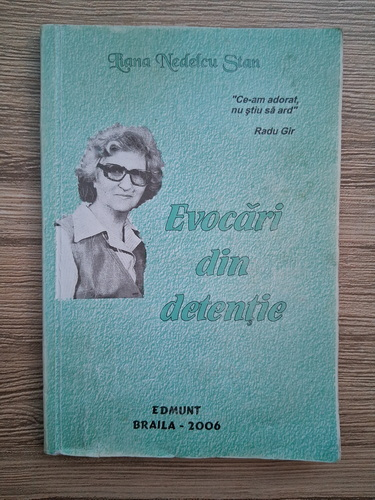 Liana Nedelcu Stan
"Ce-am adorat,
nu știu să ard"
Radu Gir
Evocări
din
detenție
EDMUNT
BRAILA - 2006